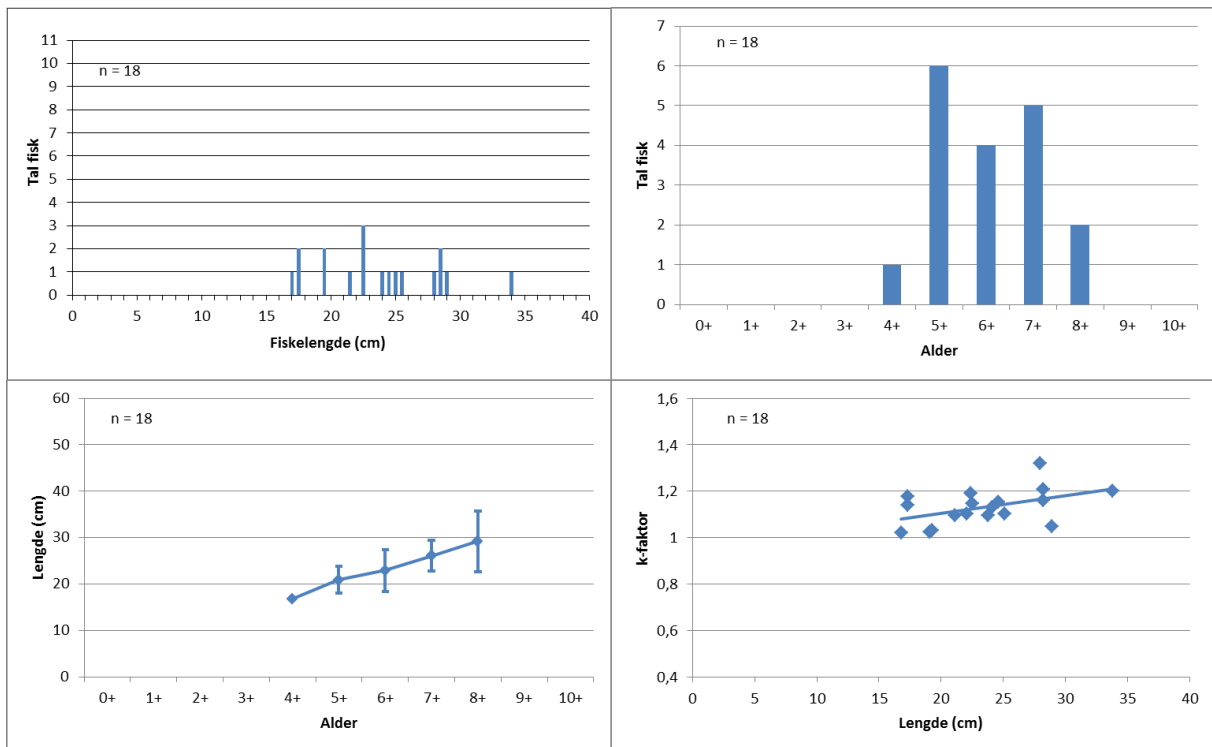 n = 18
Tal fisk
11
10
9
8
7
6
5
4
3
2
1
0
0 5 10 15 20 25 30 35 40
Fiskelengde (cm)
n = 18
Tal fisk
7
6
5
4
3
2
1
0
0+ 1+ 2+ 3+ 4+ 5+ 6+ 7+ 8+ 9+ 10+
Alder
n = 18
Lengde (cm)
60
50
40
30
20
10
0
0+ 1+ 2+ 3+ 4+ 5+ 6+ 7+ 8+ 9+ 10+
Alder
n = 18
k-faktor
1,6
1,4
1,2
1
0,8
0,6
0,4
0 5 10 15 20 25 30 35 40
Lengde (cm)